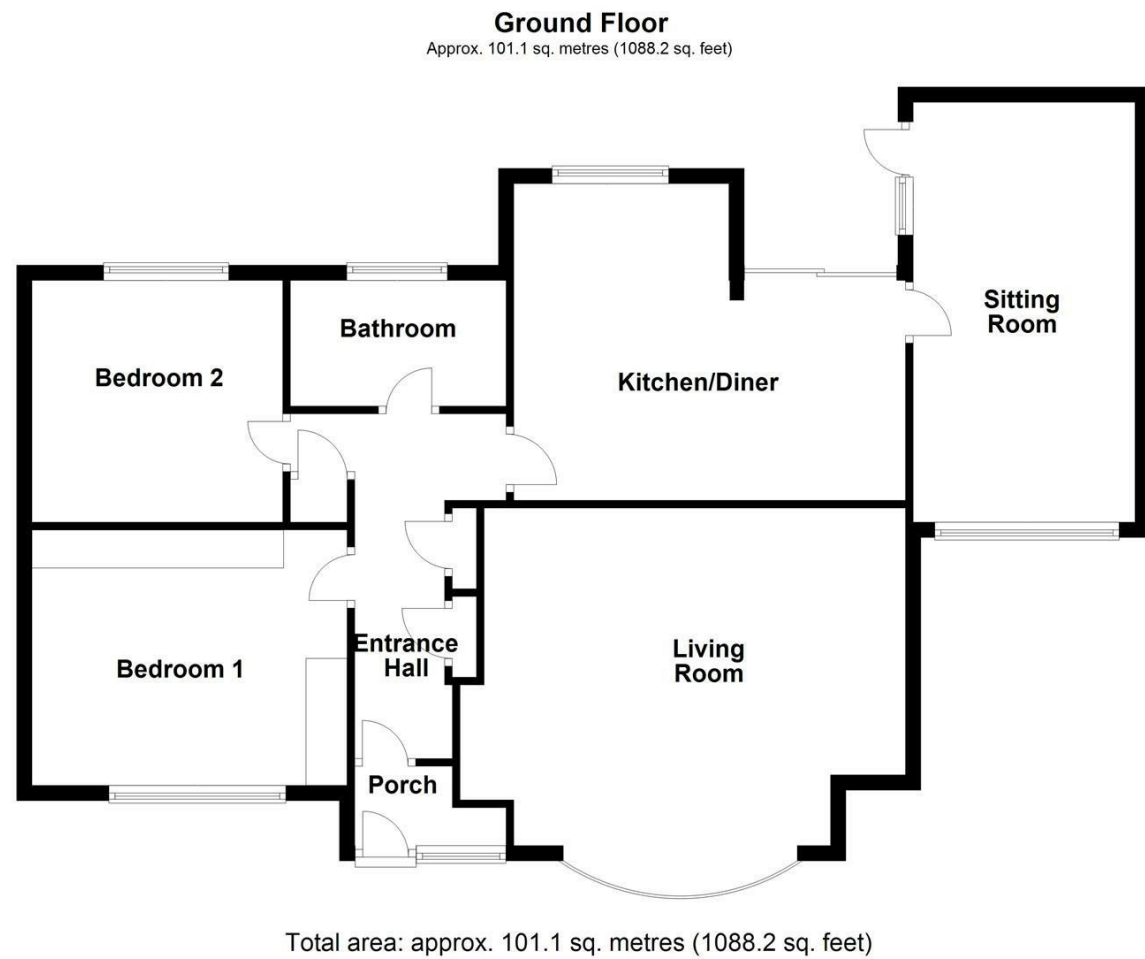 Ground Floor
Approx. 101.1 sq. metres (1088.2 sq. feet)
Sitting
Room
Bathroom
Bedroom 2
Kitchen/Diner
Entrance
Hall
Living
Room
Bedroom 1
Porch
Total area: approx. 101.1 sq. metres (1088.2 sq. feet)